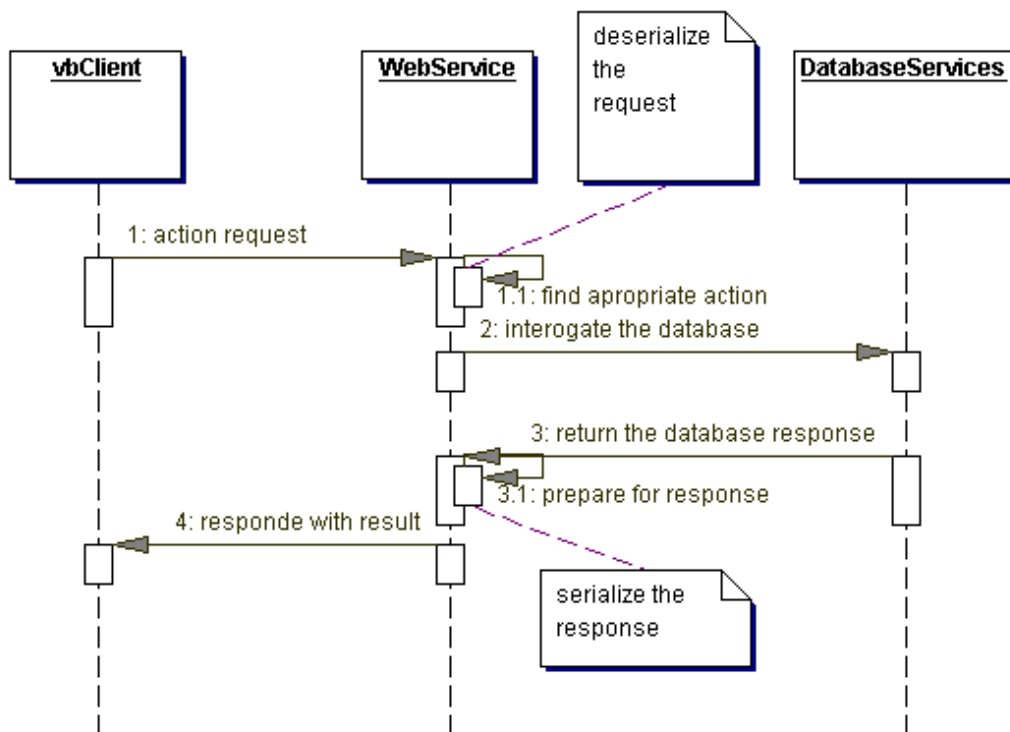 deserialize
the
request
vbClient
WebService
DatabaseServices
1: action request
1.1: find apropriate action
2: interogate the database
3: return the database response
3.1: prepare for response
4: responde with result
serialize the
response